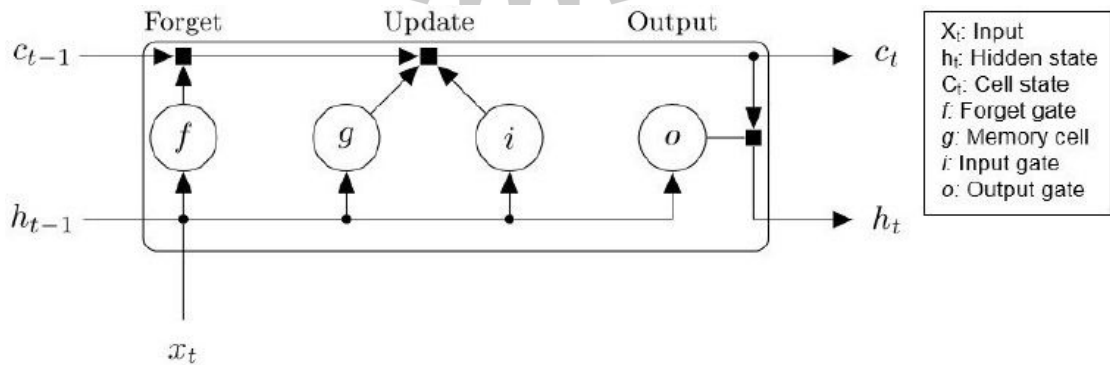 Forget Update Output
c_{t-1} c_t
f g i o
h_{t-1} h_t
x_t
X_t: Input
h_t: Hidden state
C_t: Cell state
f: Forget gate
g: Memory cell
i: Input gate
o: Output gate